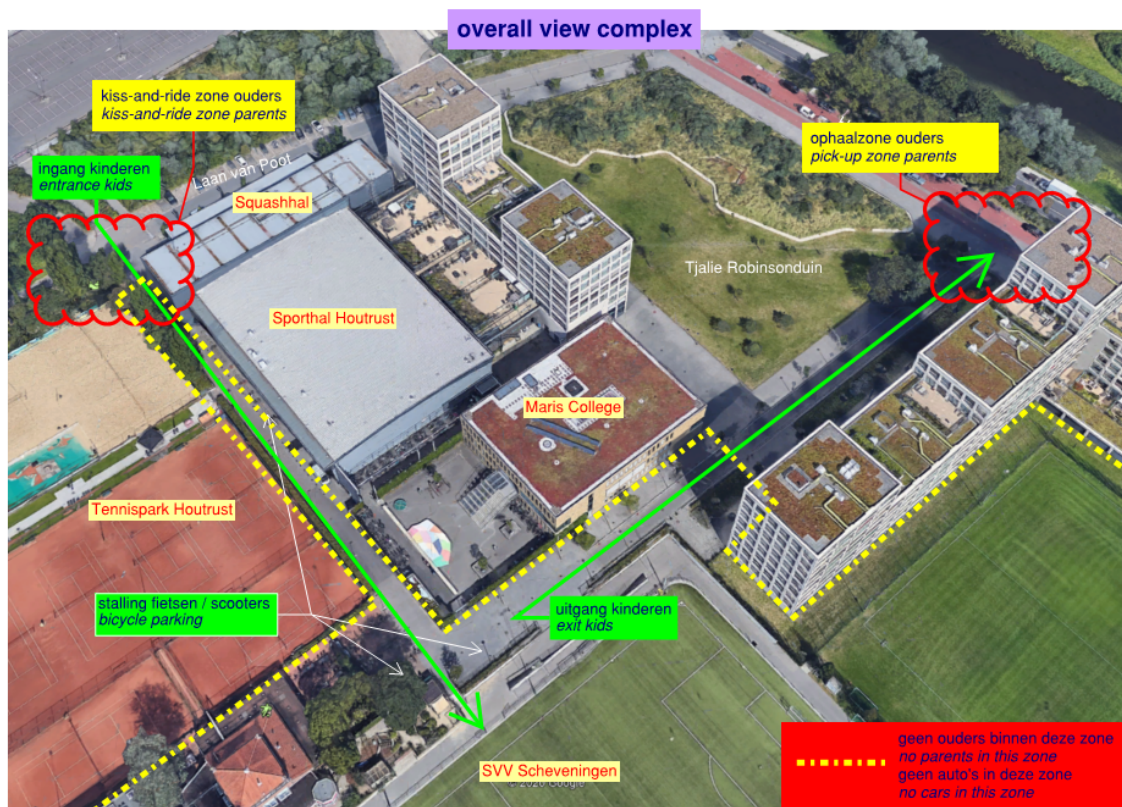 overall view complex
kiss-and-ride zone ouders
kiss-and-ride zone parents
ophaalzone ouders
pick-up zone parents
ingang kinderen
entrance kids
Laan van Poot
Squashhal
Tjalie Robinsonduin
Sporthal Houtrust
Maris College
Tennispark Houtrust
stalling fietsen / scooters
bicycle parking
uitgang kinderen
exit kids
geen ouders binnen deze zone
no parents in this zone
geen auto's in deze zone
no cars in this zone
SVV Scheveningen
© 2020 Google